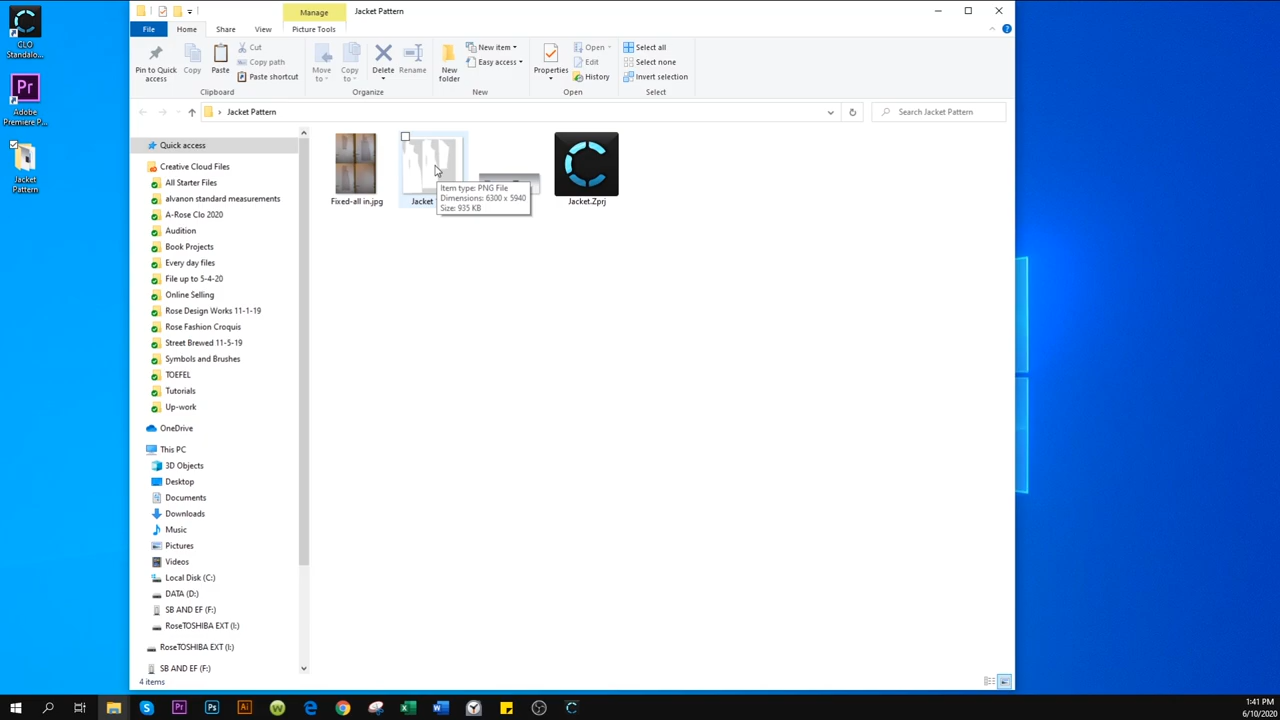 CLO
Standalo...
Adobe
Premiere P...
Jacket
Pattern
Manage
Jacket Pattern
File
Home
Share
View
Picture Tools
Pin to Quick
access
Copy
Paste
Cut
Copy path
Paste shortcut
Clipboard
Move
to
Copy
to
Delete
Rename
Organize
New
folder
New item
Easy access
New
Properties
Open
Edit
History
Open
Select all
Select none
Invert selection
Select
Jacket Pattern
Search Jacket Pattern
Quick access
Creative Cloud Files
All Starter Files
alvanon standard measurements
A-Rose Clo 2020
Audition
Book Projects
Every day files
File up to 5-4-20
Online Selling
Rose Design Works 11-1-19
Rose Fashion Croquis
Street Brewed 11-5-19
Symbols and Brushes
TOEFEL
Tutorials
Up-work
OneDrive
This PC
3D Objects
Desktop
Documents
Downloads
Music
Pictures
Videos
Local Disk (C:)
DATA (D:)
SB AND EF (F:)
RoseTOSHIBA EXT (I:)
RoseTOSHIBA EXT (I:)
SB AND EF (F:)
Fixed-all in.jpg
Jacket
Item type: PNG File
Dimensions: 6300 x 5940
Size: 935 KB
Jacket.Zprj
4 items
1:41 PM
6/10/2020